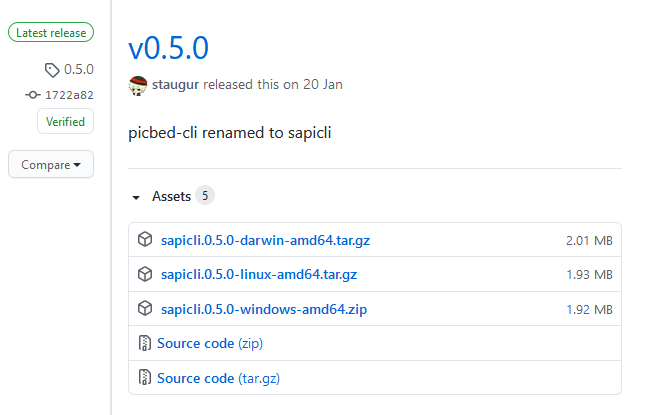 Latest release
0.5.0
1722a82
Verified
Compare
v0.5.0
staugur released this on 20 Jan
picbed-cli renamed to sapicli
Assets 5
sapicli.0.5.0-darwin-amd64.tar.gz 2.01 MB
sapicli.0.5.0-linux-amd64.tar.gz 1.93 MB
sapicli.0.5.0-windows-amd64.zip 1.92 MB
Source code (zip)
Source code (tar.gz)